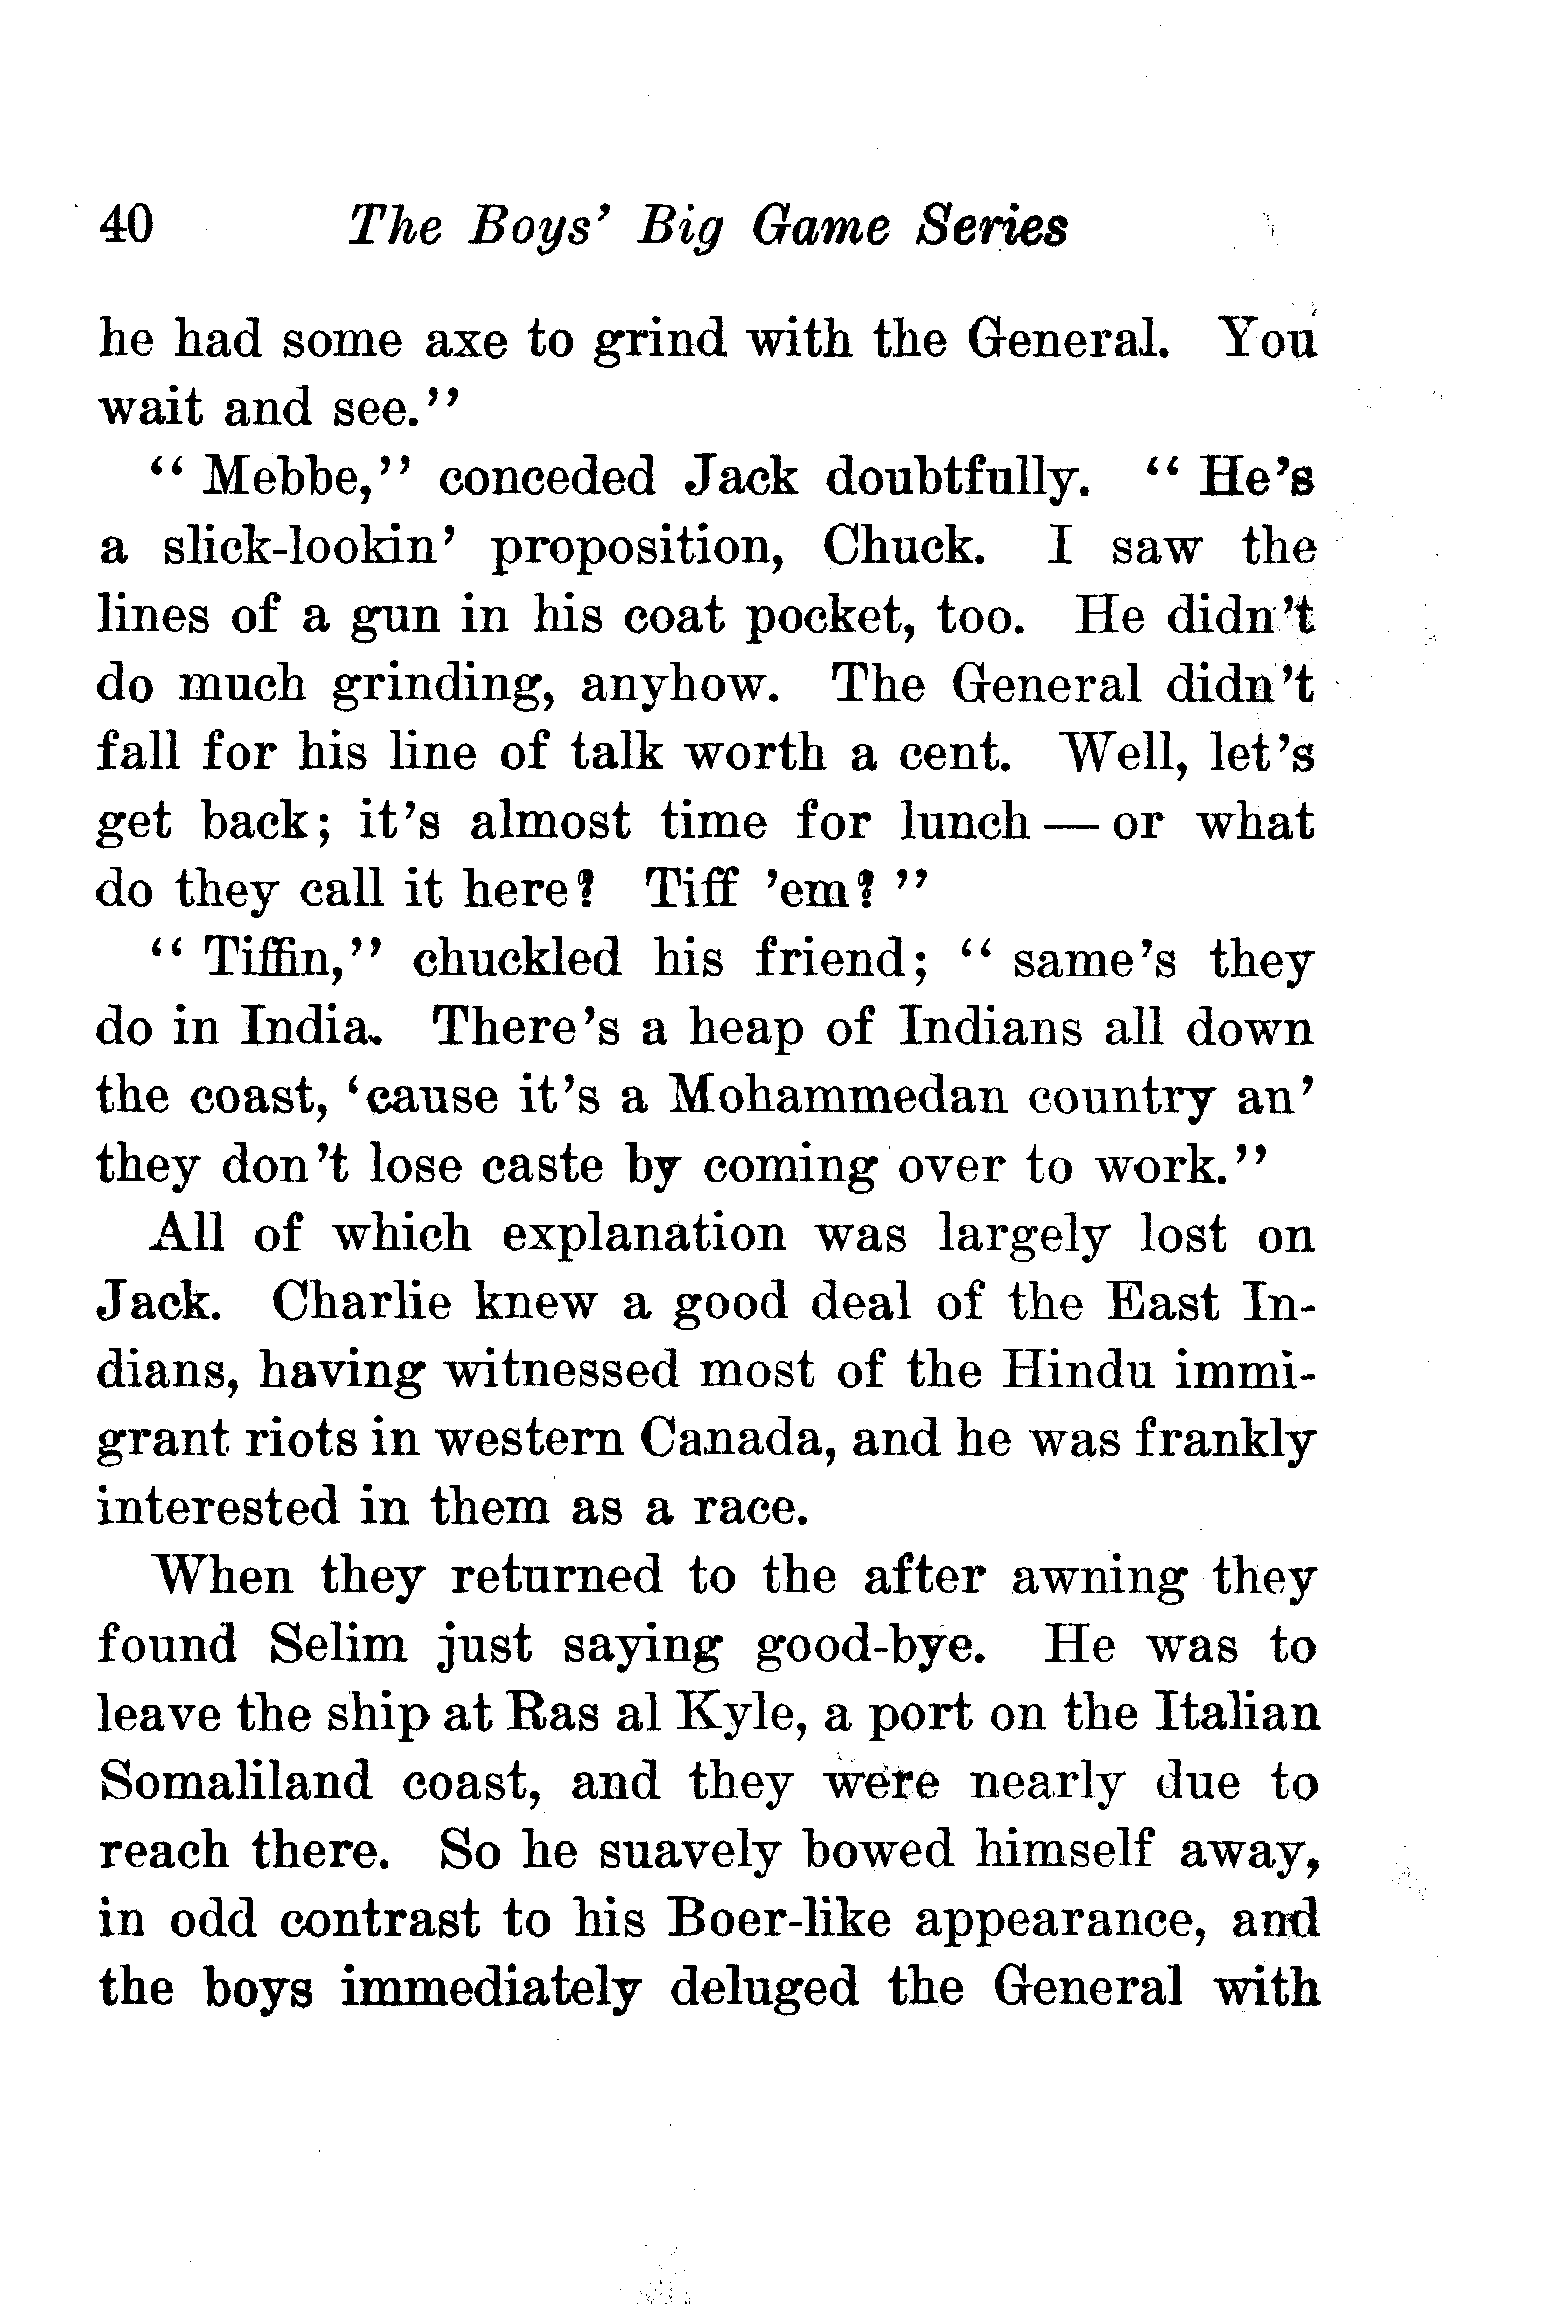 40 The Boys' Big Game Series
he had some axe to grind with the General. You
wait and see."
" Mebbe," conceded Jack doubtfully. " He's
a slick-lookin' proposition, Chuck. I saw the
lines of a gun in his coat pocket, too. He didn't
do much grinding, anyhow. The General didn't
fall for his line of talk worth a cent. Well, let's
get back; it's almost time for lunch — or what
do they call it here? Tiff 'em? "
" Tiffin," chuckled his friend; " same's they
do in India. There's a heap of Indians all down
the coast, 'cause it's a Mohammedan country an'
they don't lose caste by coming over to work."
All of which explanation was largely lost on
Jack. Charlie knew a good deal of the East In-
dians, having witnessed most of the Hindu immi-
grant riots in western Canada, and he was frankly
interested in them as a race.
When they returned to the after awning they
found Selim just saying good-bye. He was to
leave the ship at Ras al Kyle, a port on the Italian
Somaliland coast, and they were nearly due to
reach there. So he suavely bowed himself away,
in odd contrast to his Boer-like appearance, and
the boys immediately deluged the General with